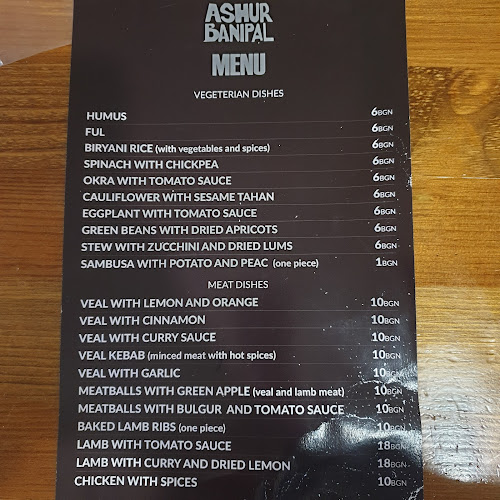 ASHUR
BANIPAL
MENU
VEGETERIAN DISHES
HUMUS 6BGN
FUL 6BGN
BIRYANI RICE (with vegetables and spices) 6BGN
SPINACH WITH CHICKPEA 6BGN
OKRA WITH TOMATO SAUCE 6BGN
CAULIFLOWER WITH SESAME TAHAN 6BGN
EGGPLANT WITH TOMATO SAUCE 6BGN
GREEN BEANS WITH DRIED APRICOTS 6BGN
STEW WITH ZUCCHINI AND DRIED LUMS 6BGN
SAMBUSA WITH POTATO AND PEAC (one piece) 1BGN
MEAT DISHES
VEAL WITH LEMON AND ORANGE 10BGN
VEAL WITH CINNAMON 10BGN
VEAL WITH CURRY SAUCE 10BGN
VEAL KEBAB (minced meat with hot spices) 10BGN
VEAL WITH GARLIC 10BGN
MEATBALLS WITH GREEN APPLE (veal and lamb meat) 10BGN
MEATBALLS WITH BULGUR AND TOMATO SAUCE 10BGN
BAKED LAMB RIBS (one piece) 10BGN
LAMB WITH TOMATO SAUCE 18BGN
LAMB WITH CURRY AND DRIED LEMON 18BGN
CHICKEN WITH SPICES 10BGN